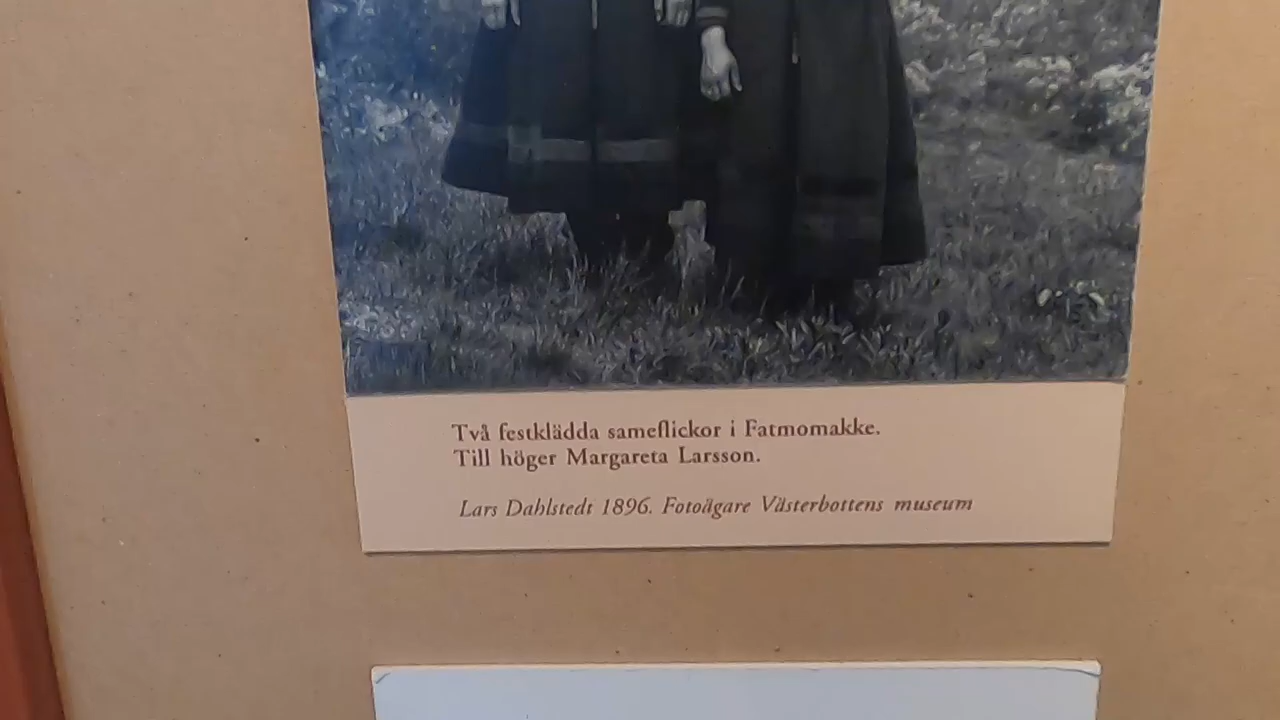 Två festklädda sameflickor i Fatmomakke.
Till höger Margareta Larsson.
Lars Dahlstedt 1896. Fotoägare Västerbottens museum